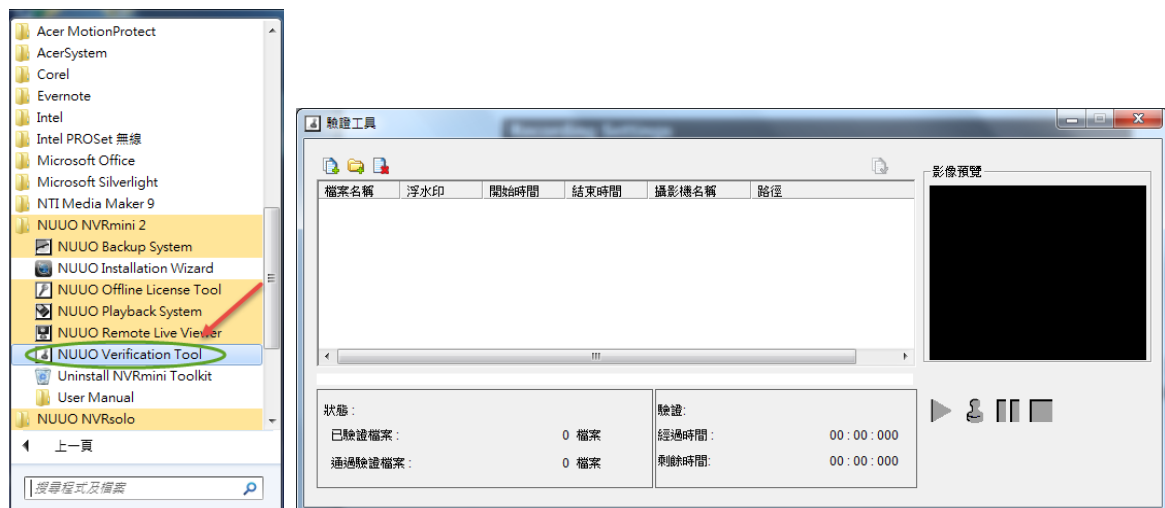 Acer MotionProtect
AcerSystem
Corel
Evernote
Intel
Intel PROSet 無線
Microsoft Office
Microsoft Silverlight
NTI Media Maker 9
NUUO NVRmini 2
NUUO Backup System
NUUO Installation Wizard
NUUO Offline License Tool
NUUO Playback System
NUUO Remote Live Viewer
NUUO Verification Tool
Uninstall NVRmini Toolkit
User Manual
NUUO NVRsolo
上一頁
搜尋程式及檔案
驗證工具
檔案名稱 浮水印 開始時間 結束時間 攝影機名稱 路徑
影像預覽
狀態 :
已驗證檔案 : 0 檔案
通過驗證檔案 : 0 檔案
驗證:
經過時間 : 00 : 00 : 000
剩餘時間: 00 : 00 : 000